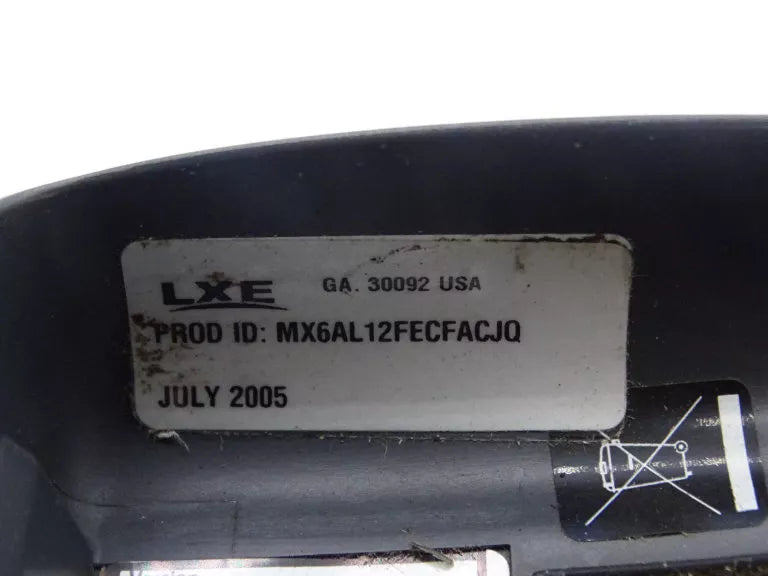 LXE GA. 30092 USA
PROD ID: MX6AL12FECFACJQ
JULY 2005